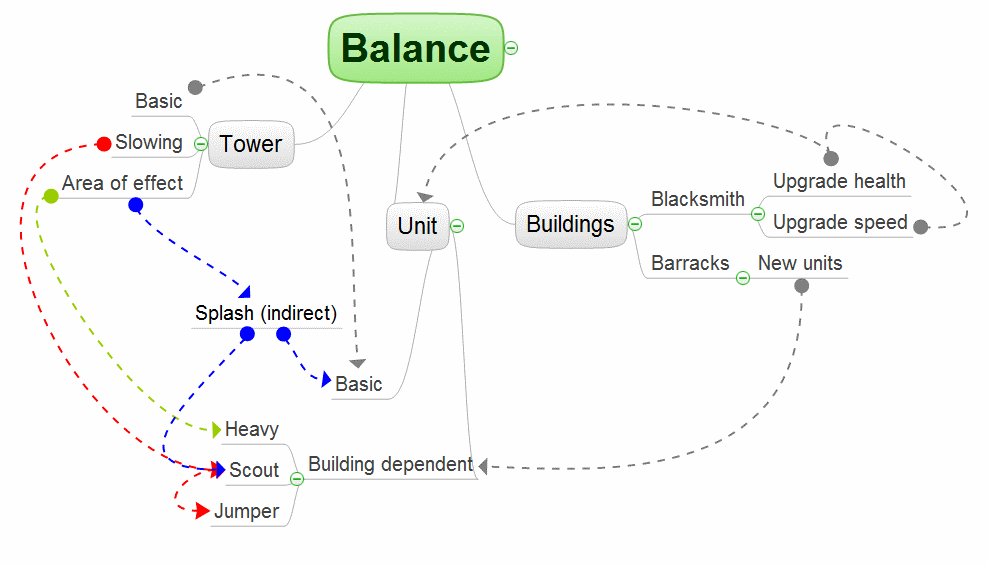 Balance
Tower
Basic
Slowing
Area of effect
Splash (indirect)
Unit
Basic
Building dependent
Heavy
Scout
Jumper
Buildings
Blacksmith
Upgrade health
Upgrade speed
Barracks
New units